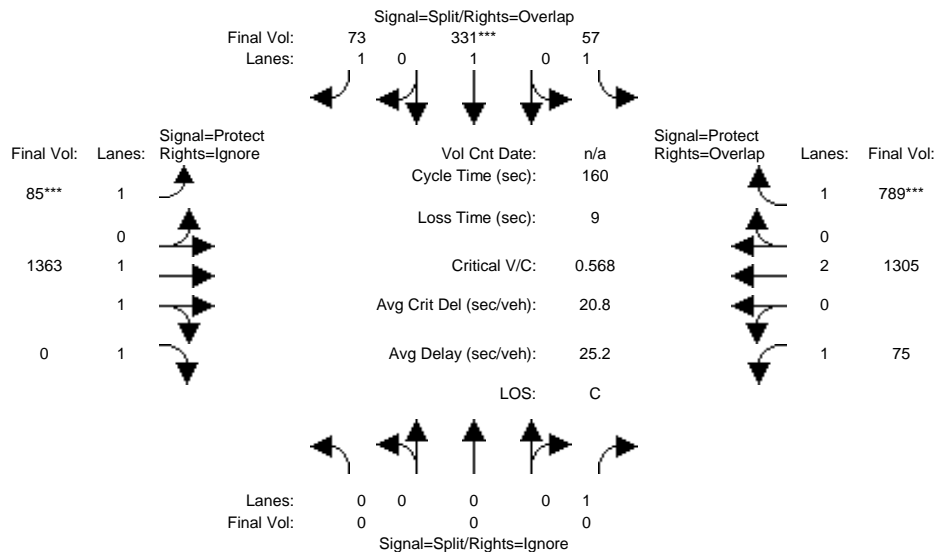 Signal=Split/Rights=Overlap
Final Vol: 73 331*** 57
Lanes: 1 0 1 0 1
Signal=Protect Signal=Protect
Final Vol: Lanes: Rights=Ignore Vol Cnt Date: n/a Rights=Overlap Lanes: Final Vol:
Cycle Time (sec): 160
85*** 1 1 789***
Loss Time (sec): 9
0 0
1363 1 Critical V/C: 0.568 2 1305
1 Avg Crit Del (sec/veh): 20.8 0
0 1 Avg Delay (sec/veh): 25.2 1 75
LOS: C
Lanes: 0 0 0 0 1
Final Vol: 0 0 0
Signal=Split/Rights=Ignore